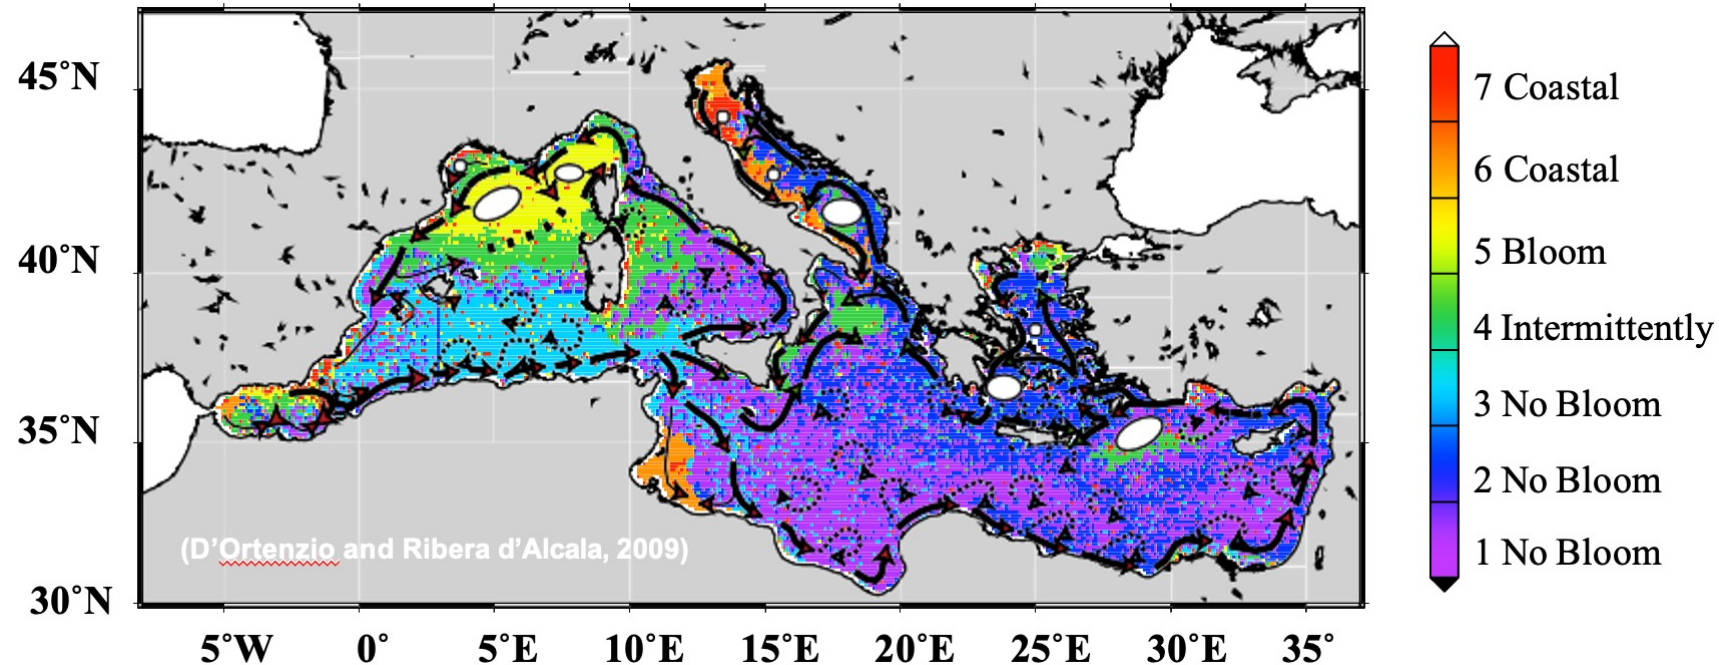 45°N
40°N
35°N
30°N
5°W 0° 5°E 10°E 15°E 20°E 25°E 30°E 35°
(D'Ortenzio and Ribera d'Alcala, 2009)
7 Coastal
6 Coastal
5 Bloom
4 Intermittently
3 No Bloom
2 No Bloom
1 No Bloom